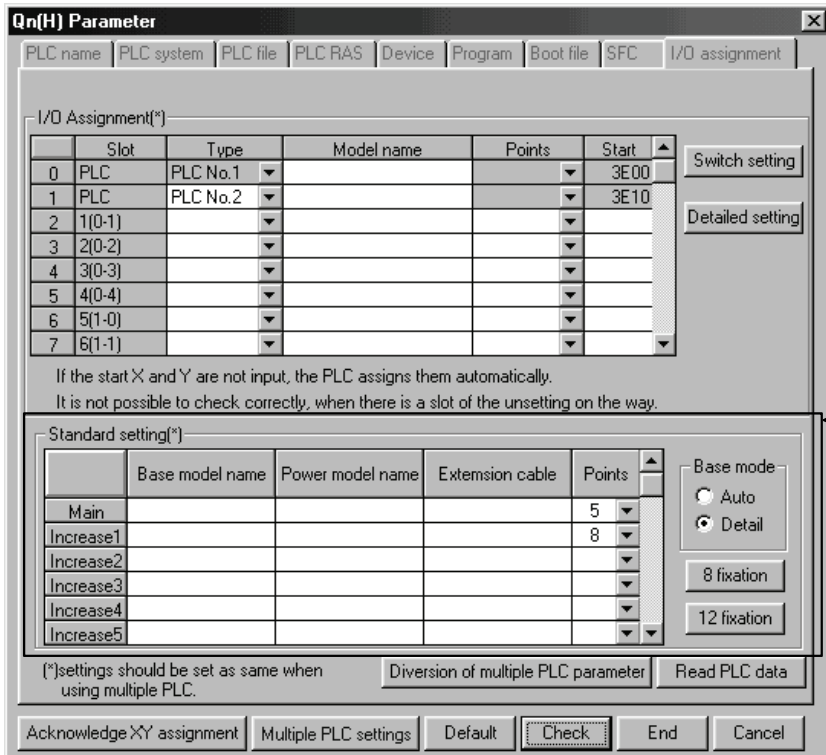 Qn(H) Parameter
PLC name PLC system PLC file PLC RAS Device Program Boot file SFC I/O assignment
I/O Assignment(*)
Slot Type Model name Points Start
0 PLC PLC No.1 3E00
1 PLC PLC No.2 3E10
2 1(0-1)
3 2(0-2)
4 3(0-3)
5 4(0-4)
6 5(1-0)
7 6(1-1)
Switch setting
Detailed setting
If the start X and Y are not input, the PLC assigns them automatically.
It is not possible to check correctly, when there is a slot of the unsetting on the way.
Standard setting(*)
Base model name Power model name Extension cable Points
Main 5
Increase1 8
Increase2
Increase3
Increase4
Increase5
Base mode
Auto
Detail
8 fixation
12 fixation
(*)settings should be set as same when
using multiple PLC.
Diversion of multiple PLC parameter Read PLC data
Acknowledge XY assignment Multiple PLC settings Default Check End Cancel